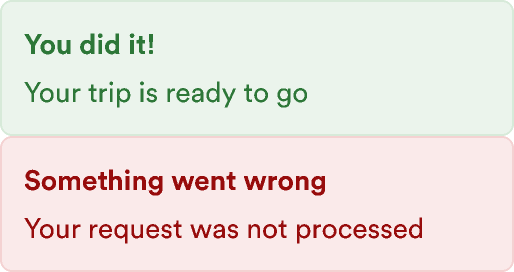 You did it!
Your trip is ready to go
Something went wrong
Your request was not processed